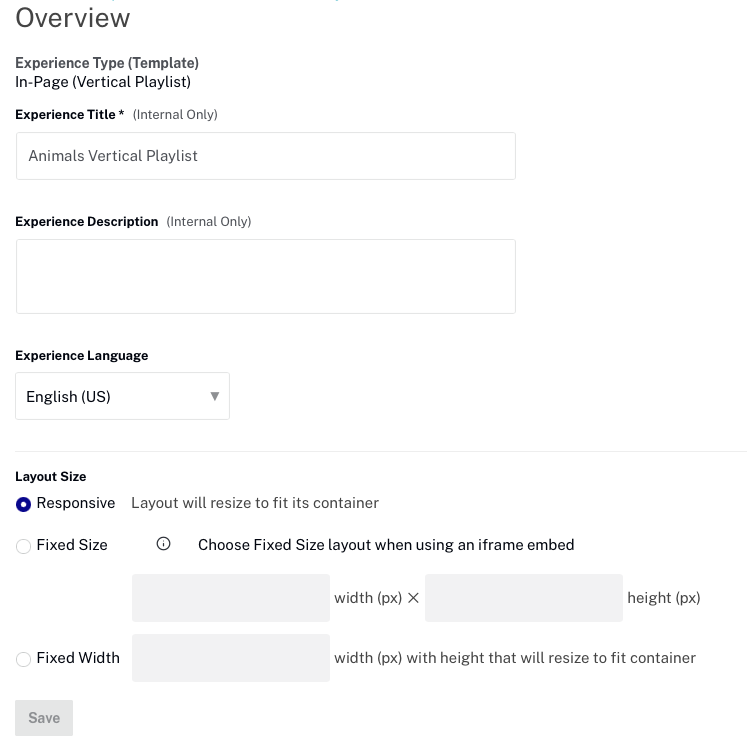 Overview
Experience Type (Template)
In-Page (Vertical Playlist)
Experience Title * (Internal Only)
Animals Vertical Playlist
Experience Description (Internal Only)
Experience Language
English (US)
Layout Size
Responsive Layout will resize to fit its container
Fixed Size Choose Fixed Size layout when using an iframe embed
width (px) × height (px)
Fixed Width width (px) with height that will resize to fit container
Save